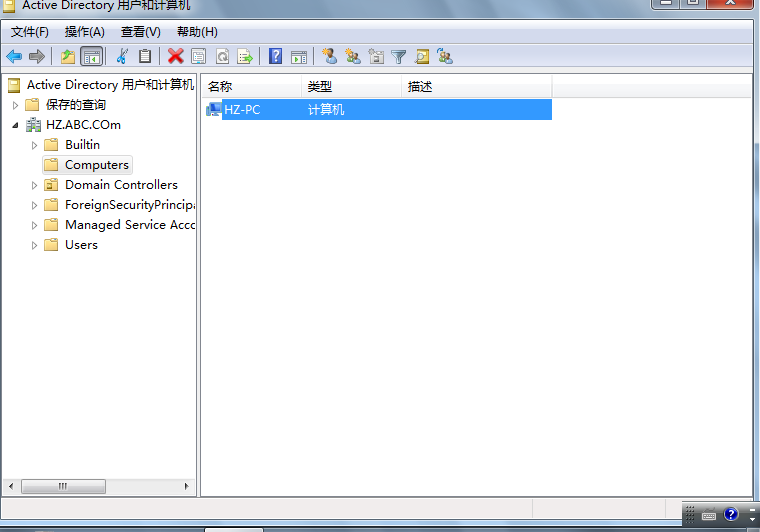 Active Directory 用户和计算机
文件(F) 操作(A) 查看(V) 帮助(H)
Active Directory 用户和计算机
名称 类型 描述
保存的查询
HZ-PC 计算机
HZ.ABC.COm
Builtin
Computers
Domain Controllers
ForeignSecurityPrincipa
Managed Service Acco
Users